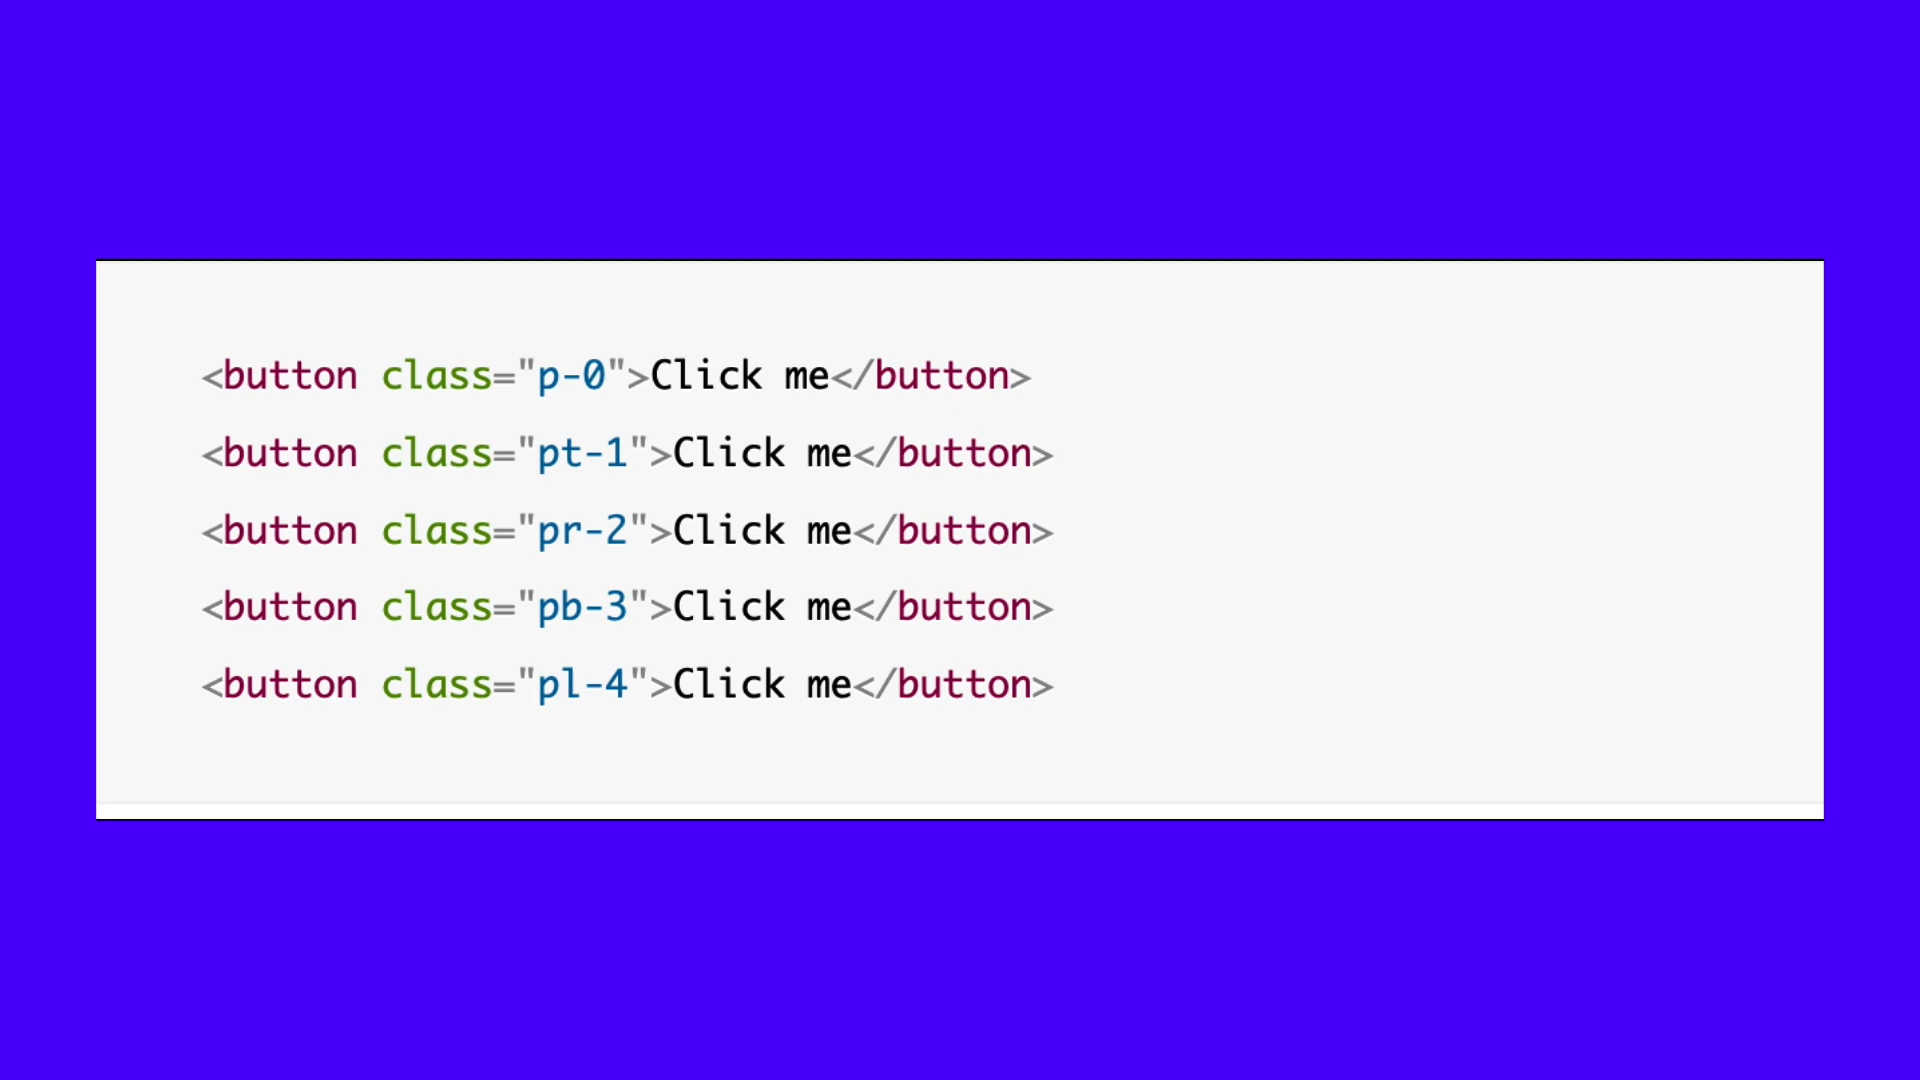 <button class="p-0">Click me</button>
<button class="pt-1">Click me</button>
<button class="pr-2">Click me</button>
<button class="pb-3">Click me</button>
<button class="pl-4">Click me</button>